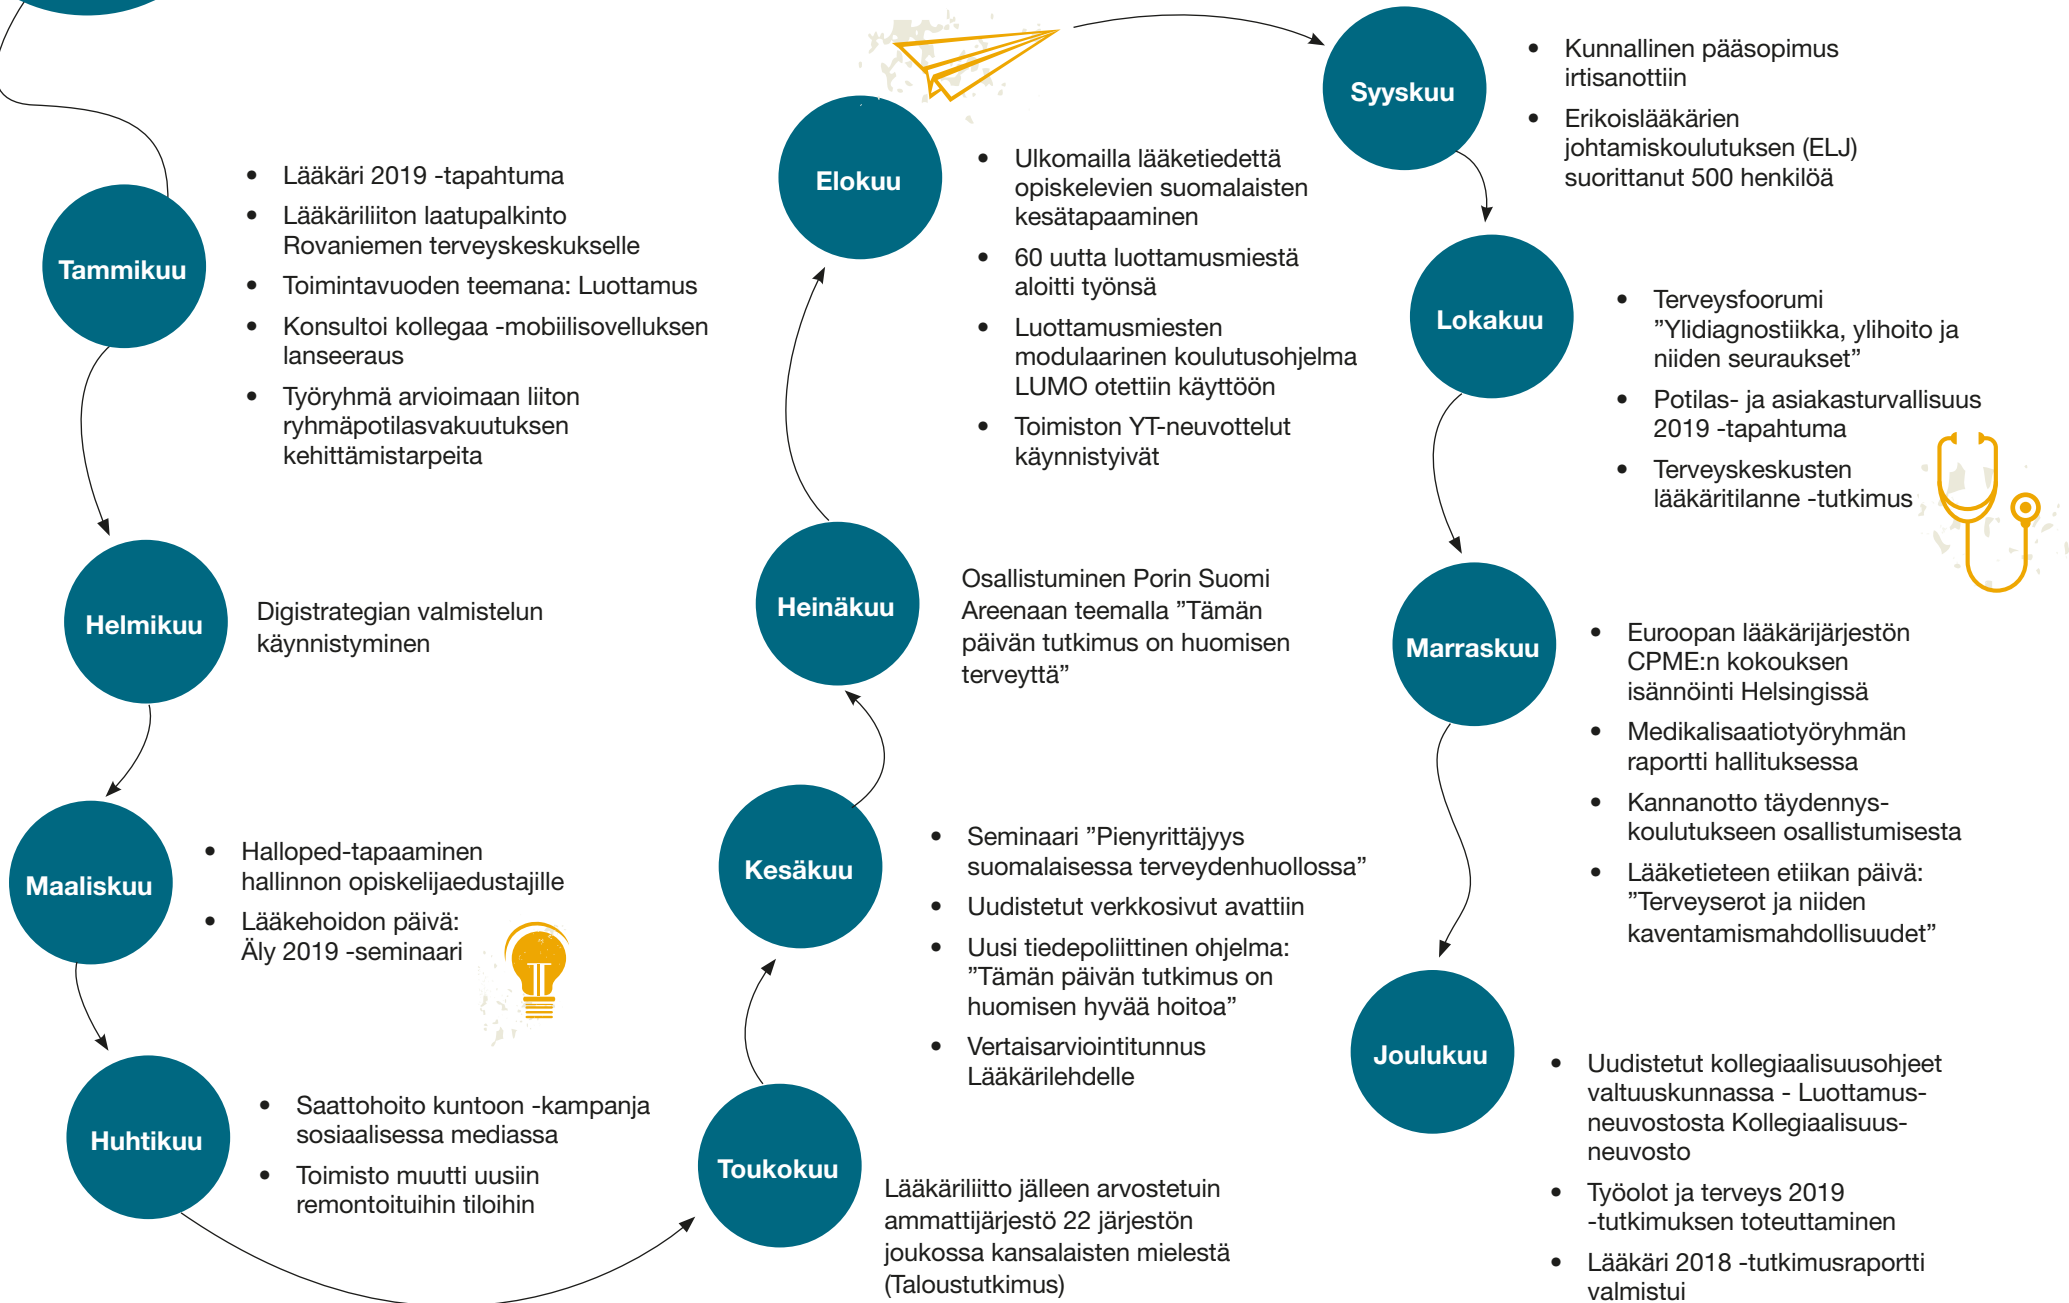 Tammikuu
• Lääkäri 2019 -tapahtuma
• Lääkäriliiton laatupalkinto
Rovaniemen terveyskeskukselle
• Toimintavuoden teemana: Luottamus
• Konsultoi kollegaa -mobiilisovelluksen
lanseeraus
• Työryhmä arvioimaan liiton
ryhmäpotilasvakuutuksen
kehittämistarpeita
Helmikuu
Digistrategian valmistelun
käynnistyminen
Maaliskuu
• Halloped-tapaaminen
hallinnon opiskelijaedustajille
• Lääkehoidon päivä:
Äly 2019 -seminaari
Huhtikuu
• Saattohoito kuntoon -kampanja
sosiaalisessa mediassa
• Toimisto muutti uusiin
remontoituihin tiloihin
Toukokuu
Lääkäriliitto jälleen arvostetuin
ammattijärjestö 22 järjestön
joukossa kansalaisten mielestä
(Taloustutkimus)
Kesäkuu
• Seminaari ”Pienyrittäjyys
suomalaisessa terveydenhuollossa”
• Uudistetut verkkosivut avattiin
• Uusi tiedepoliittinen ohjelma:
”Tämän päivän tutkimus on
huomisen hyvää hoitoa”
• Vertaisarviointitunnus
Lääkärilehdelle
Heinäkuu
Osallistuminen Porin Suomi
Areenaan teemalla ”Tämän
päivän tutkimus on huomisen
terveyttä”
Elokuu
• Ulkomailla lääketiedettä
opiskelevien suomalaisten
kesätapaaminen
• 60 uutta luottamusmiestä
aloitti työnsä
• Luottamusmiesten
modulaarinen koulutusohjelma
LUMO otettiin käyttöön
• Toimiston YT-neuvottelut
käynnistyivät
Syyskuu
• Kunnallinen pääsopimus
irtisanottiin
• Erikoislääkärien
johtamiskoulutuksen (ELJ)
suorittanut 500 henkilöä
Lokakuu
• Terveysfoorumi
”Ylidiagnostiikka, ylihoito ja
niiden seuraukset”
• Potilas- ja asiakasturvallisuus
2019 -tapahtuma
• Terveyskeskusten
lääkäritilanne -tutkimus
Marraskuu
• Euroopan lääkärijärjestön
CPME:n kokouksen
isännöinti Helsingissä
• Medikalisaatiotyöryhmän
raportti hallituksessa
• Kannanotto täydennys-
koulutukseen osallistumisesta
• Lääketieteen etiikan päivä:
”Terveyserot ja niiden
kaventamismahdollisuudet”
Joulukuu
• Uudistetut kollegiaalisuusohjeet
valtuuskunnassa - Luottamus-
neuvostosta Kollegiaalisuus-
neuvosto
• Työolot ja terveys 2019
-tutkimuksen toteuttaminen
• Lääkäri 2018 -tutkimusraportti
valmistui